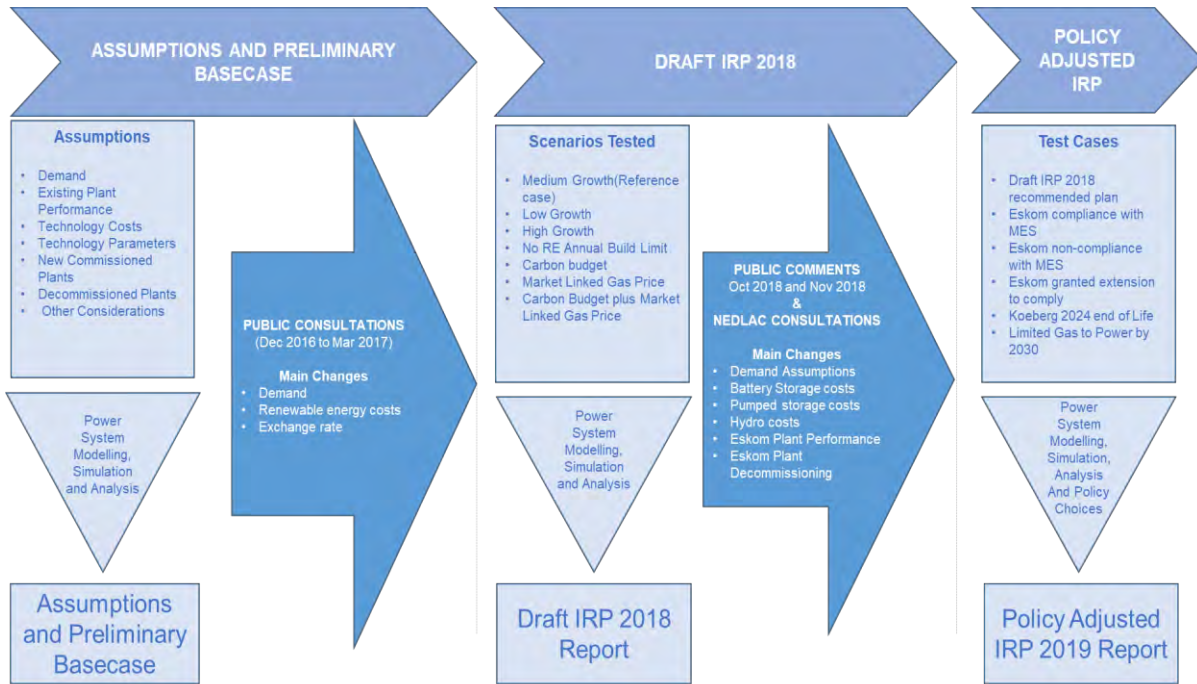 ASSUMPTIONS AND PRELIMINARY
BASECASE
Assumptions
• Demand
• Existing Plant
Performance
• Technology Costs
• Technology Parameters
• New Commissioned
Plants
• Decommissioned Plants
• Other Considerations
Power
System
Modelling,
Simulation
and Analysis
Assumptions
and Preliminary
Basecase
PUBLIC CONSULTATIONS
(Dec 2016 to Mar 2017)
Main Changes
• Demand
• Renewable energy costs
• Exchange rate
DRAFT IRP 2018
Scenarios Tested
• Medium Growth(Reference
case)
• Low Growth
• High Growth
• No RE Annual Build Limit
• Carbon budget
• Market Linked Gas Price
• Carbon Budget plus Market
Linked Gas Price
Power
System
Modelling,
Simulation
and Analysis
Draft IRP 2018
Report
PUBLIC COMMENTS
Oct 2018 and Nov 2018
&
NEDLAC CONSULTATIONS
Main Changes
• Demand Assumptions
• Battery Storage costs
• Pumped storage costs
• Hydro costs
• Eskom Plant Performance
• Eskom Plant
Decommissioning
POLICY
ADJUSTED
IRP
Test Cases
• Draft IRP 2018
recommended plan
• Eskom compliance with
MES
• Eskom non-compliance
with MES
• Eskom granted extension
to comply
• Koeberg 2024 end of Life
• Limited Gas to Power by
2030
Power
System
Modelling,
Simulation,
Analysis
And Policy
Choices
Policy Adjusted
IRP 2019 Report